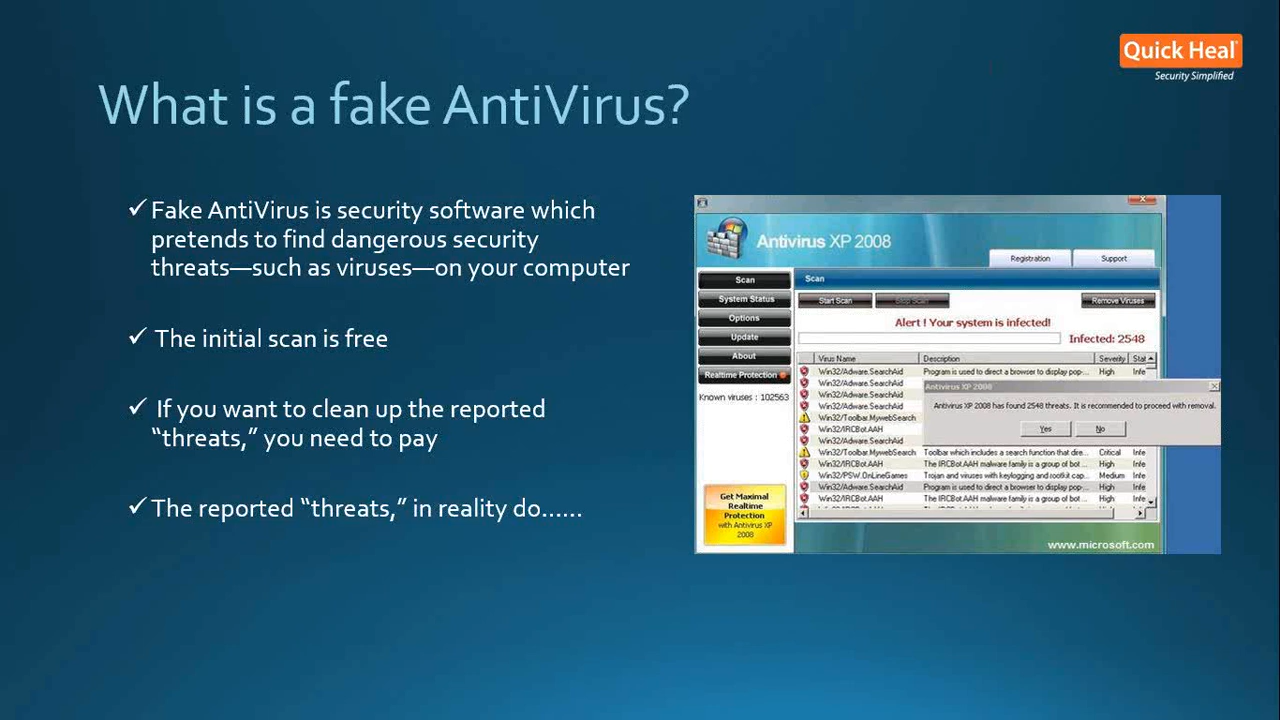 Quick Heal
Security Simplified
What is a fake AntiVirus?
Fake AntiVirus is security software which
pretends to find dangerous security
threats—such as viruses—on your computer
The initial scan is free
If you want to clean up the reported
“threats,” you need to pay
The reported “threats,” in reality do......
Antivirus XP 2008
Registration Support
Scan
System Status
Options
Update
About
Realtime Protection
Known viruses : 102563
Get Maximal
Realtime
Protection
with Antivirus XP
2008
Scan
Start Scan Stop Scan Remove Viruses
Alert ! Your system is infected!
Infected: 2548
Virus Name Description Severity Stat
Win32/Adware.SearchAid Program is used to direct a browser to display pop-... High Infe
Win32/Adware.SearchAid
Win32/Adware.SearchAid
Win32/Adware.SearchAid
Win32/Toolbar.MywebSearch
Win32/IRCBot.AAH
Win32/Adware.SearchAid
Win32/Toolbar.MywebSearch Toolbar which includes a search function that dire... Critical Infe
Win32/IRCBot.AAH The IRCBot.AAH malware family is a group of bot ... High Infe
Win32/PSW.OnLineGames Trojan and viruses with keylogging and rootkit cap... Medium Infe
Win32/Adware.SearchAid Program is used to direct a browser to display pop-... High Infe
Win32/IRCBot.AAH The IRCBot.AAH malware family is a group of bot ... High Infe
Antivirus XP 2008
Antivirus XP 2008 has found 2548 threats. It is recommended to proceed with removal.
Yes No
www.microsoft.com